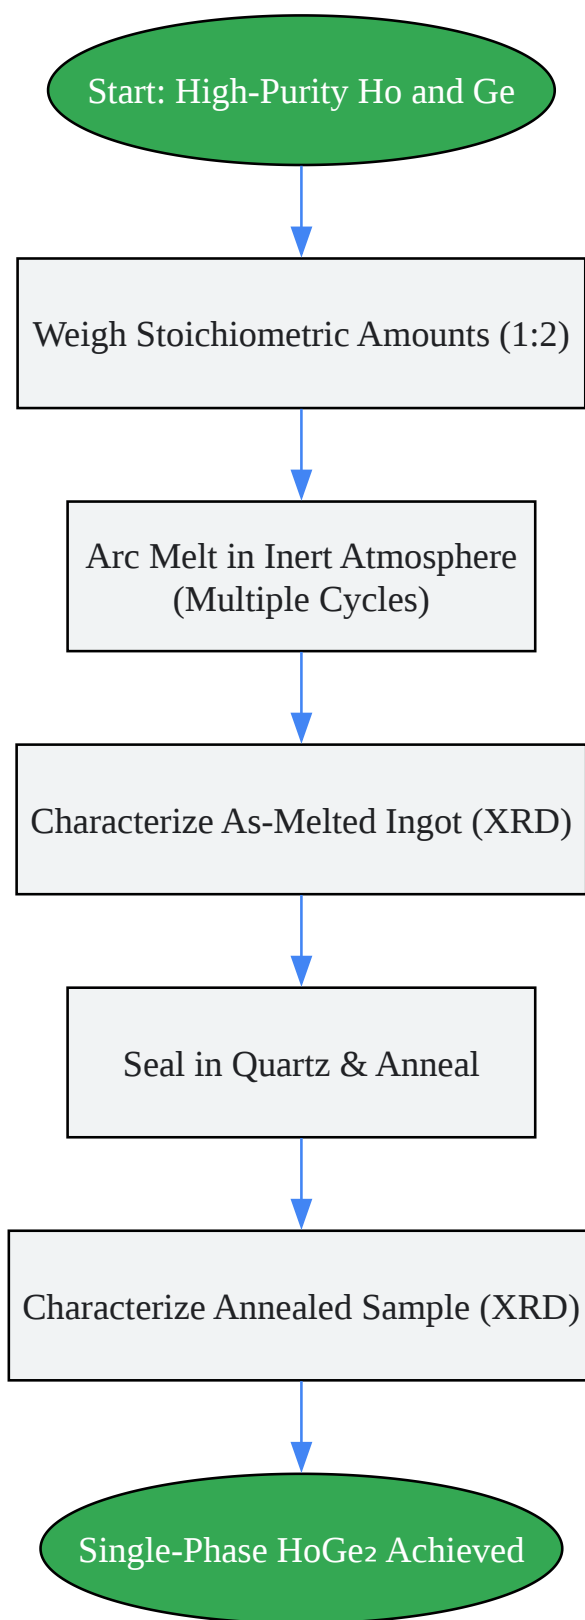 Start: High-Purity Ho and Ge
Weigh Stoichiometric Amounts (1:2)
Arc Melt in Inert Atmosphere
(Multiple Cycles)
Characterize As-Melted Ingot (XRD)
Seal in Quartz & Anneal
Characterize Annealed Sample (XRD)
Single-Phase HoGe₂ Achieved